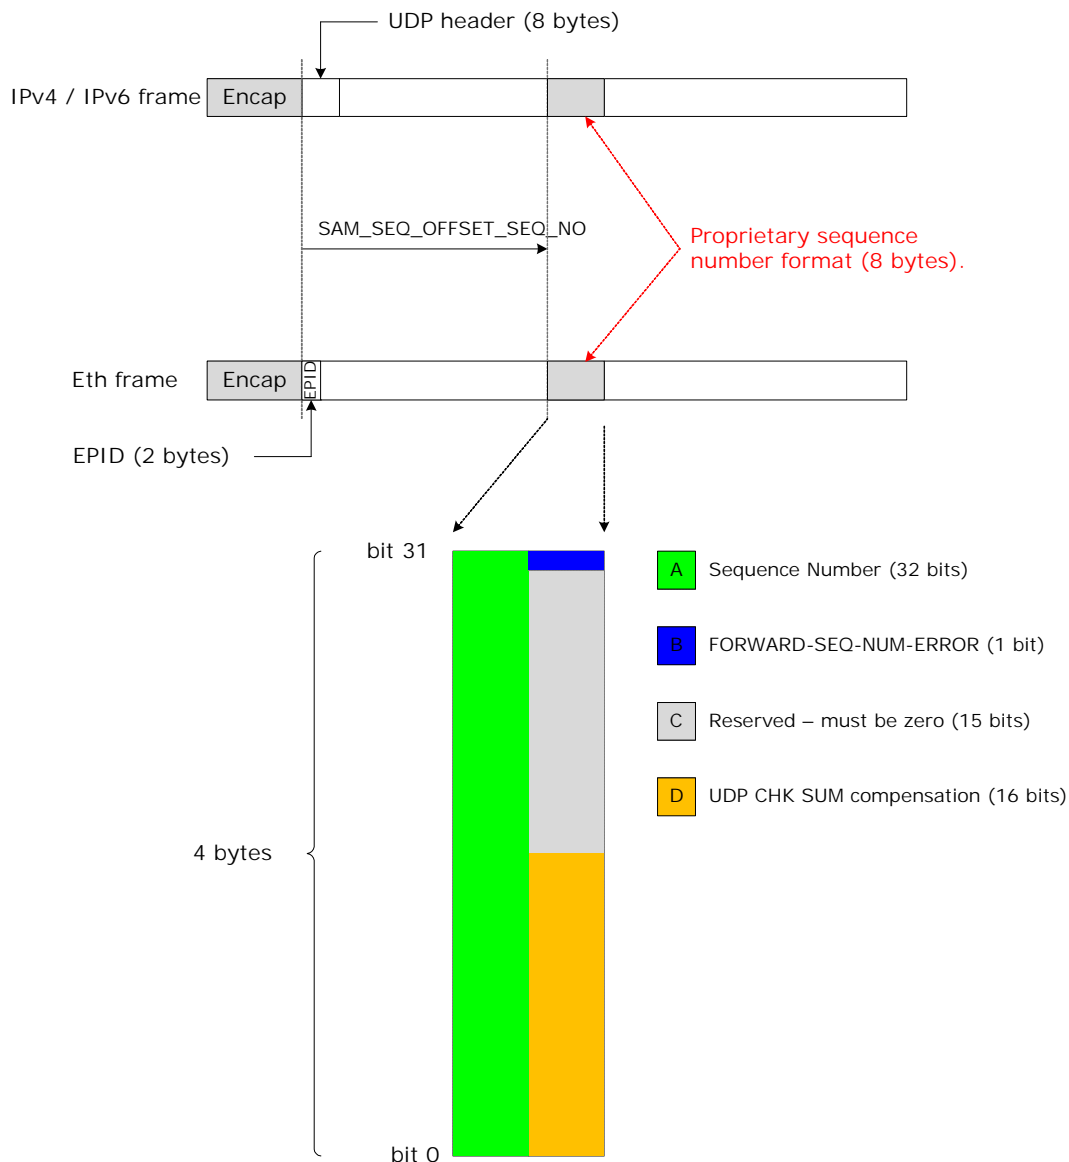 UDP header (8 bytes)
IPv4 / IPv6 frame
Encap
SAM_SEQ_OFFSET_SEQ_NO
Proprietary sequence
number format (8 bytes).
Eth frame
Encap
EPID
EPID (2 bytes)
bit 31
A
Sequence Number (32 bits)
B
FORWARD-SEQ-NUM-ERROR (1 bit)
C
Reserved – must be zero (15 bits)
D
UDP CHK SUM compensation (16 bits)
4 bytes
bit 0